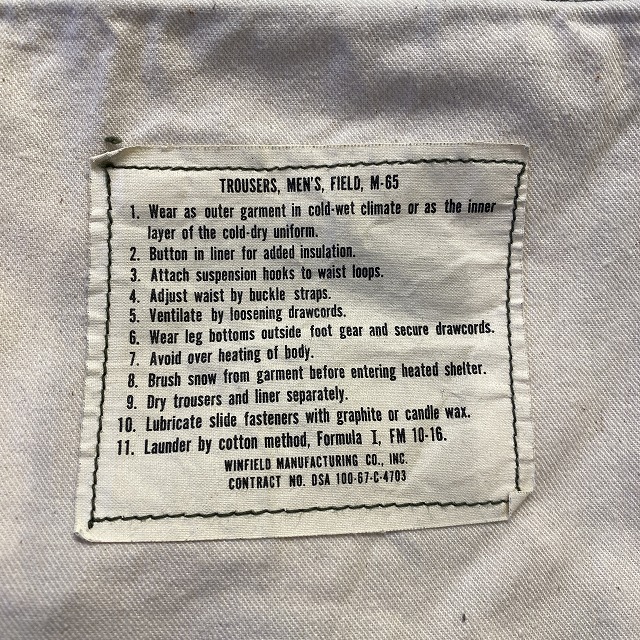 TROUSERS, MEN'S, FIELD, M-65
1. Wear as outer garment in cold-wet climate or as the inner
layer of the cold-dry uniform.
2. Button in liner for added insulation.
3. Attach suspension hooks to waist loops.
4. Adjust waist by buckle straps.
5. Ventilate by loosening drawcords.
6. Wear leg bottoms outside foot gear and secure drawcords.
7. Avoid over heating of body.
8. Brush snow from garment before entering heated shelter.
9. Dry trousers and liner separately.
10. Lubricate slide fasteners with graphite or candle wax.
11. Launder by cotton method, Formula I, FM 10-16.
WINFIELD MANUFACTURING CO., INC.
CONTRACT NO. DSA 100-67-C-4703